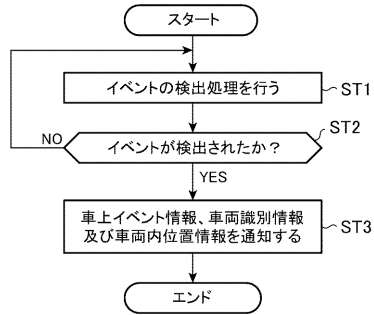 スタート
イベントの検出処理を行う
ST1
イベントが検出されたか？
ST2
NO
YES
車上イベント情報、車両識別情報
及び車両内位置情報を通知する
ST3
エンド